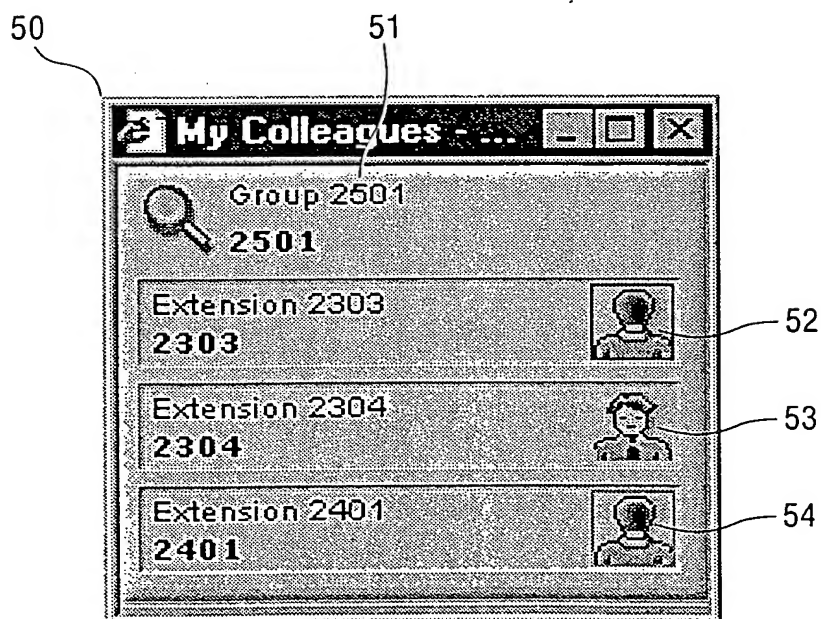 50
51
My Colleagues - ...
Group 2501
2501
Extension 2303
2303
52
Extension 2304
2304
53
Extension 2401
2401
54